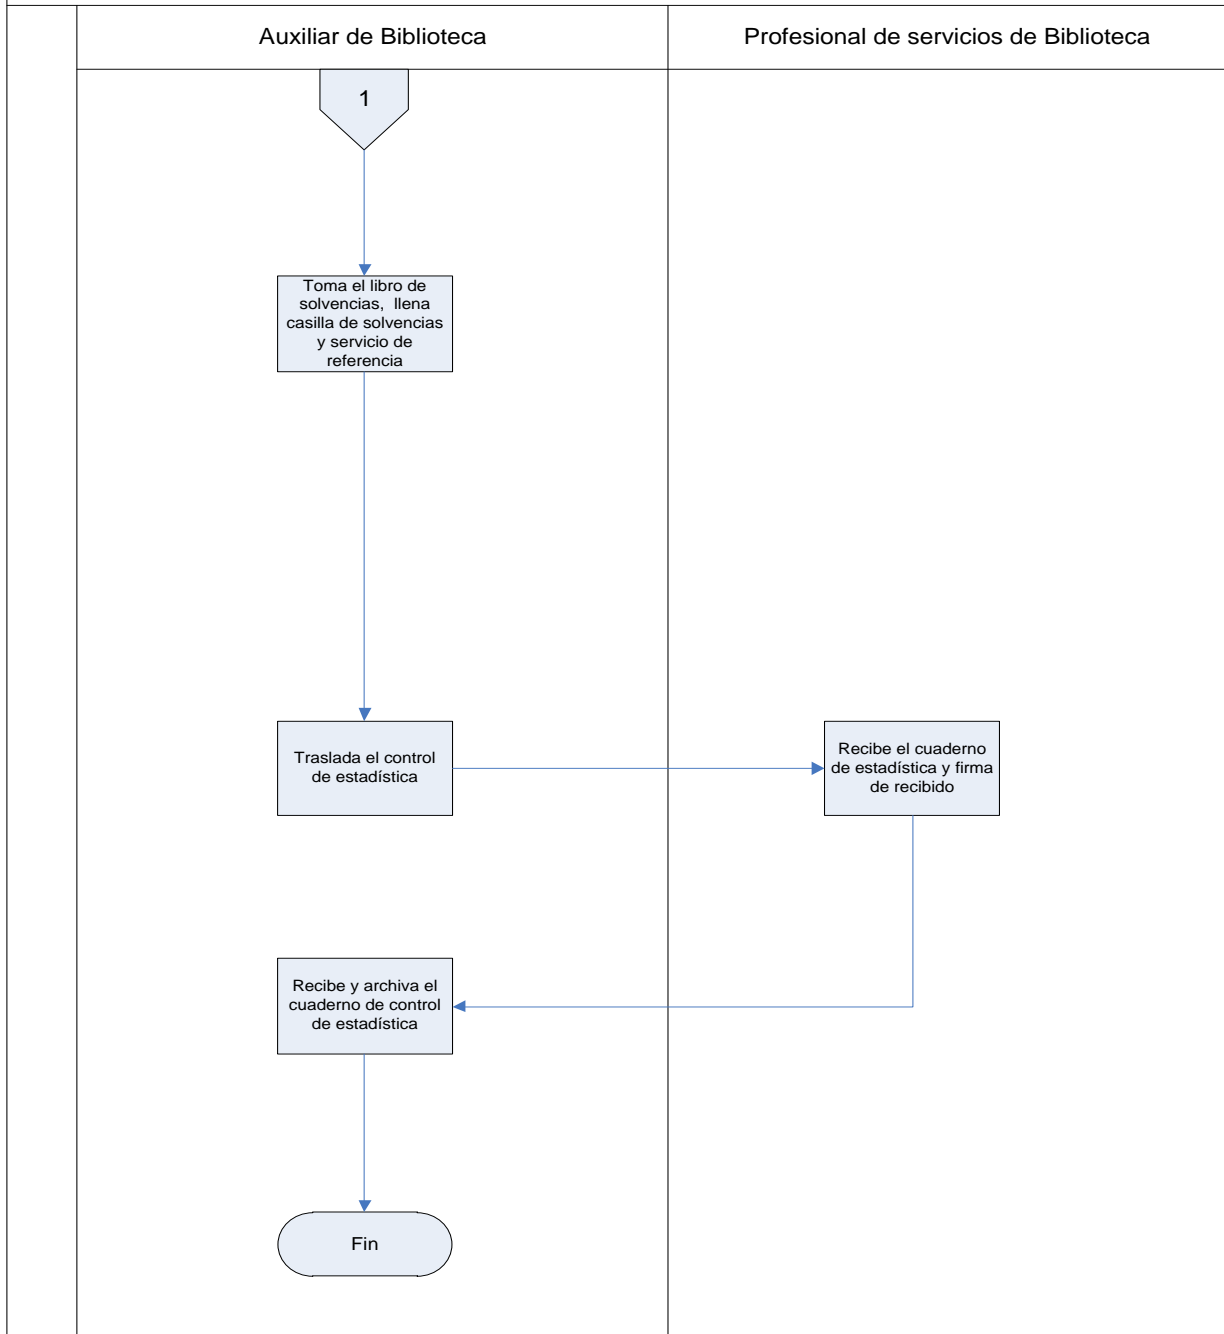 Auxiliar de Biblioteca
Profesional de servicios de Biblioteca
1
Toma el libro de
solvencias, llena
casilla de solvencias
y servicio de
referencia
Traslada el control
de estadística
Recibe el cuaderno
de estadística y firma
de recibido
Recibe y archiva el
cuaderno de control
de estadística
Fin